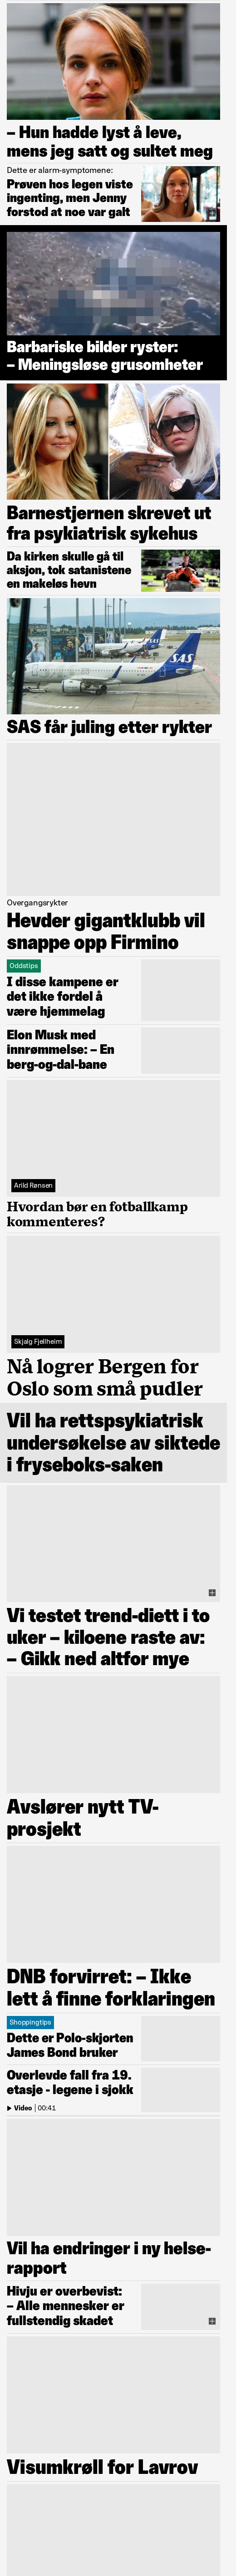 – Hun hadde lyst å leve,
mens jeg satt og sultet meg
Dette er alarm-symptomene:
Prøven hos legen viste
ingenting, men Jenny
forstod at noe var galt
Barbariske bilder ryster:
– Meningsløse grusomheter
Barnestjernen skrevet ut
fra psykiatrisk sykehus
Da kirken skulle gå til
aksjon, tok satanistene
en makeløs hevn
SAS
SAS
SAS får juling etter rykter
Overgangsrykter
Hevder gigantklubb vil
snappe opp Firmino
Oddstips
I disse kampene er
det ikke fordel å
være hjemmelag
Elon Musk med
innrømmelse: – En
berg-og-dal-bane
Arild Rønsen
Hvordan bør en fotballkamp
kommenteres?
Skjalg Fjellheim
Nå logrer Bergen for
Oslo som små pudler
Vil ha rettspsykiatrisk
undersøkelse av siktede
i fryseboks-saken
Vi testet trend-diett i to
uker – kiloene raste av:
– Gikk ned altfor mye
Avslører nytt TV-
prosjekt
DNB forvirret: – Ikke
lett å finne forklaringen
Shoppingtips
Dette er Polo-skjorten
James Bond bruker
Overlevde fall fra 19.
etasje - legene i sjokk
Video | 00:41
Vil ha endringer i ny helse-
rapport
Hivju er overbevist:
– Alle mennesker er
fullstendig skadet
Visumkrøll for Lavrov